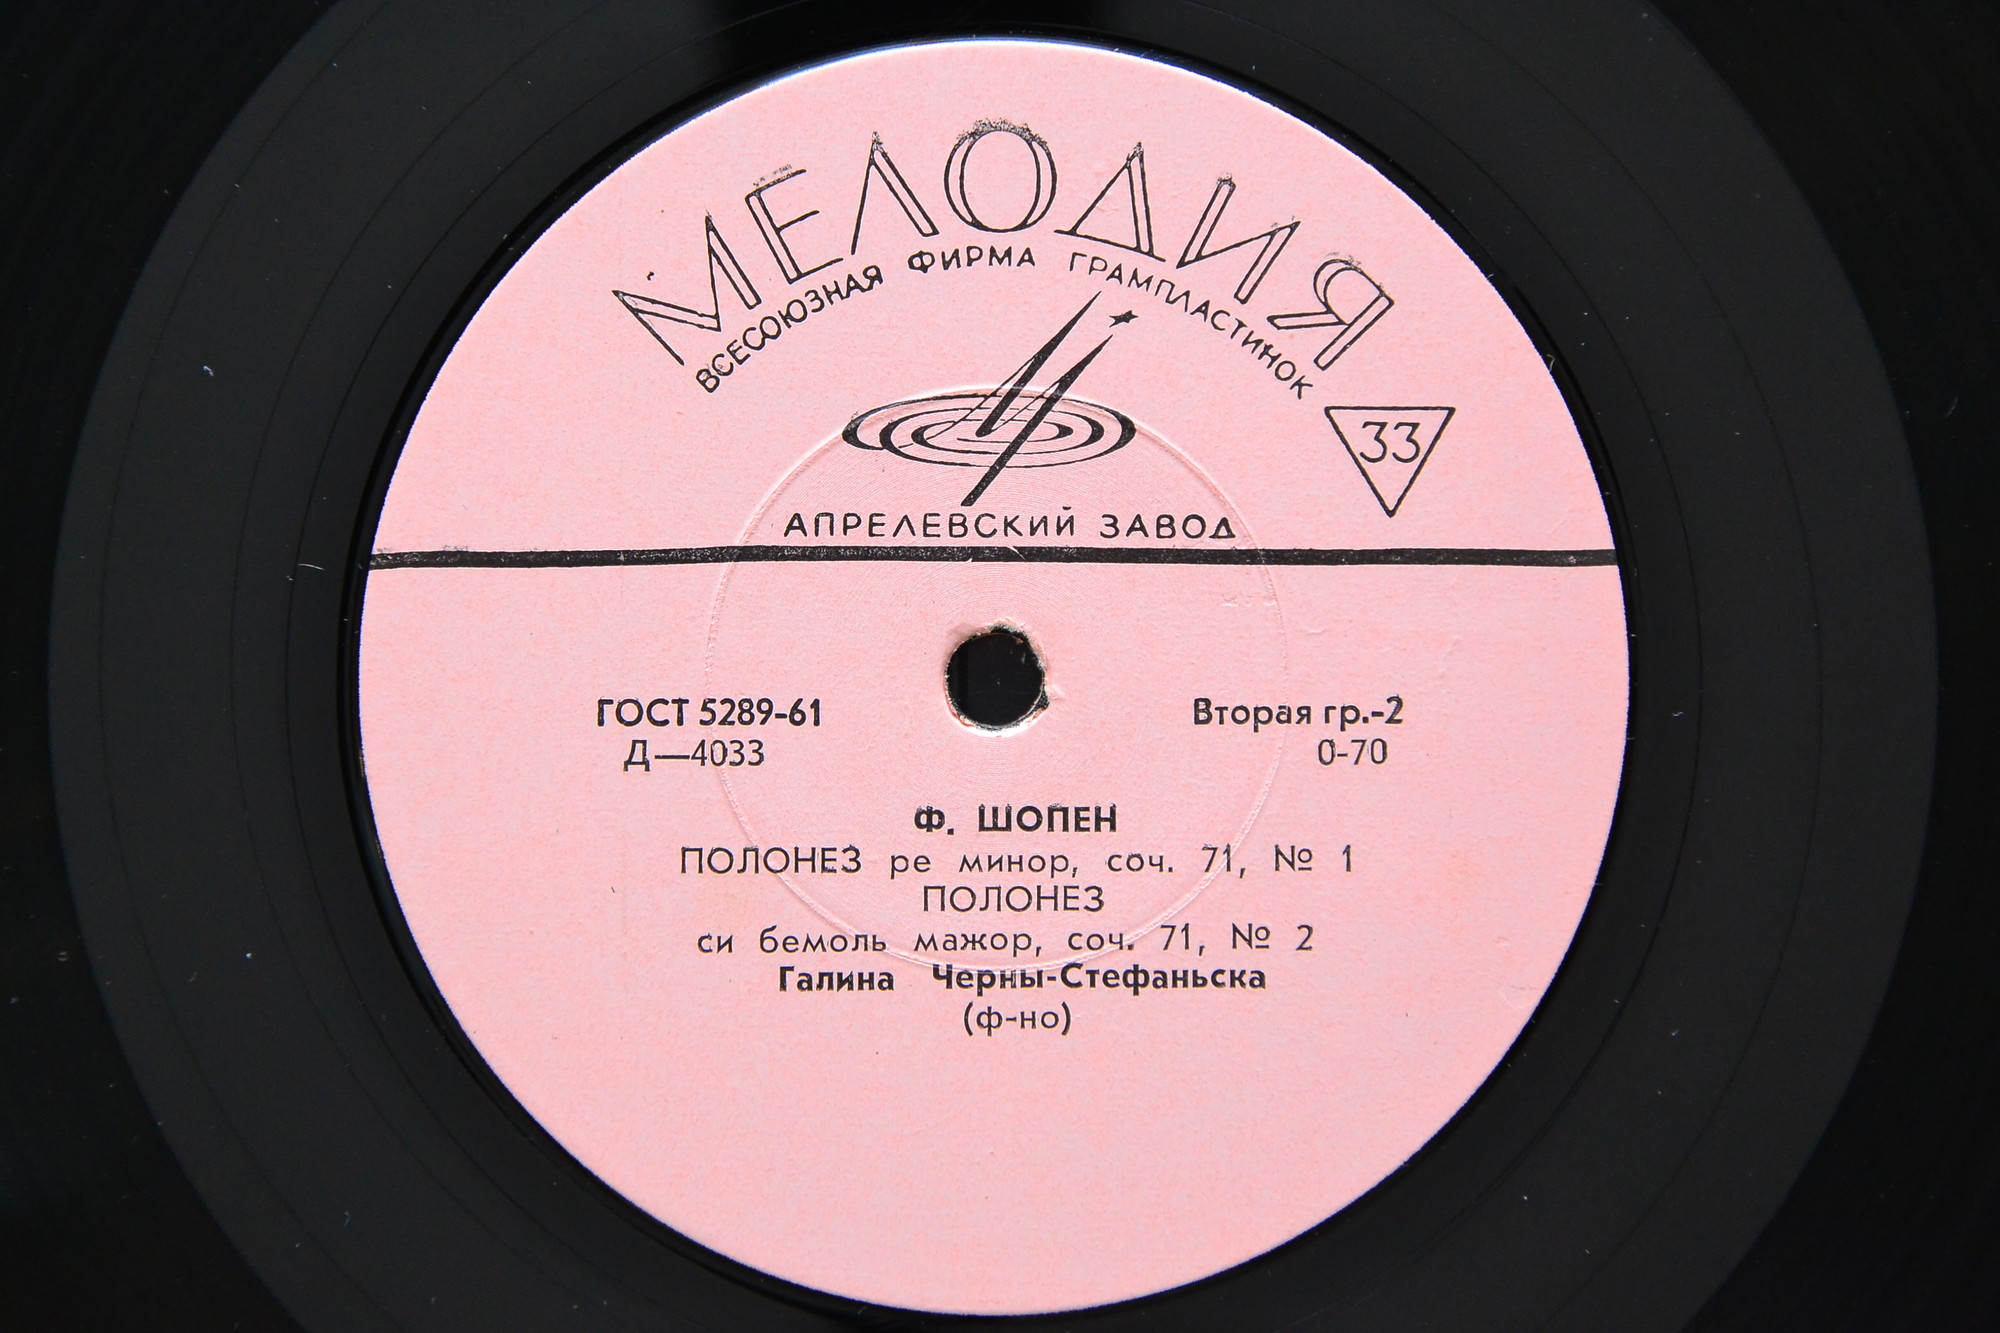 МЕЛОДИЯ
ВСЕСОЮЗНАЯ ФИРМА ГРАМПЛАСТИНОК
33
АПРЕЛЕВСКИЙ ЗАВОД
ГОСТ 5289-61
Д—4033
Вторая гр.-2
0-70
Ф. ШОПЕН
ПОЛОНЕЗ ре минор, соч. 71, № 1
ПОЛОНЕЗ
си бемоль мажор, соч. 71, № 2
Галина Черны-Стефаньска
(ф-но)